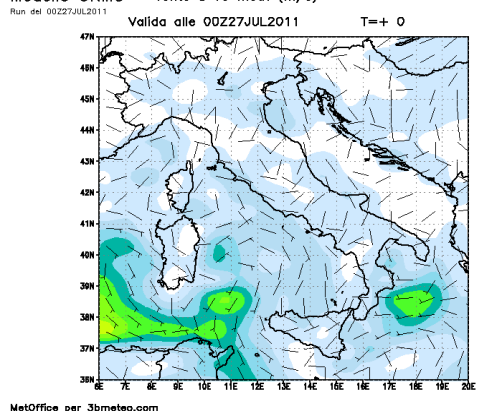 Run del 00Z27JUL2011
Valida alle 00Z27JUL2011 T=+ 0
47N
46N
45N
44N
43N
42N
41N
40N
39N
38N
37N
36N
6E 7E 8E 9E 10E 11E 12E 13E 14E 15E 16E 17E 18E 19E 20E
MetOffice per 3bmeteo.com